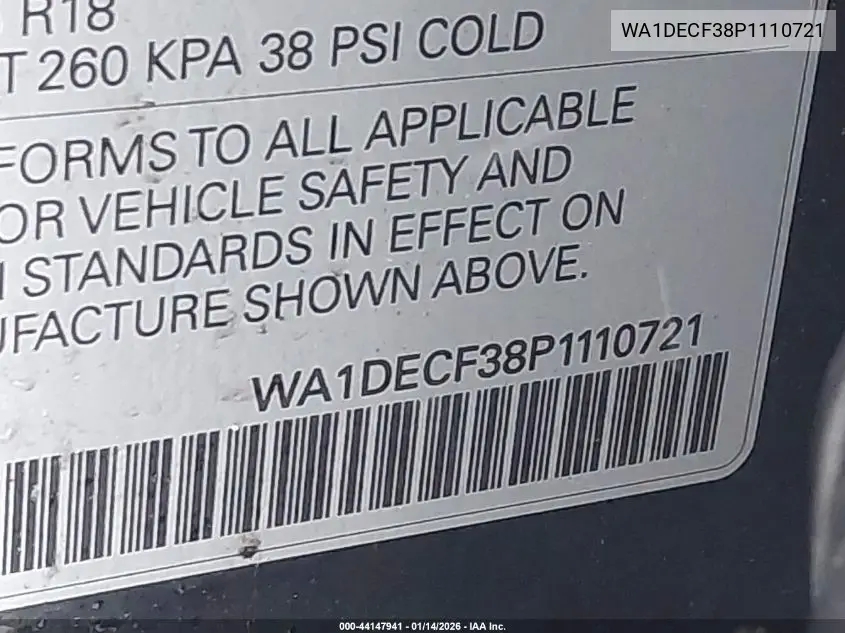 R18
WA1DECF38P1110721
T 260 KPA 38 PSI COLD
FORMS TO ALL APPLICABLE
OR VEHICLE SAFETY AND
STANDARDS IN EFFECT ON
UFACTURE SHOWN ABOVE.
WA1DECF38P1110721
000-44147941 - 01/14/2026 - IAA Inc.